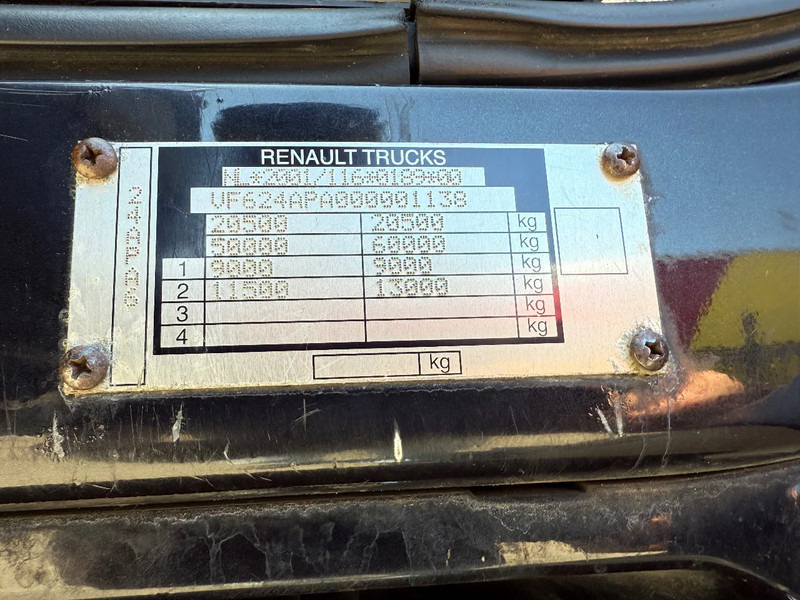 RENAULT TRUCKS
NL*2001/116*0189*00
VF624APA000001138
20500 20500 kg
50000 60000 kg
1 9000 9000 kg
2 11500 13000 kg
3 kg
4 kg
kg